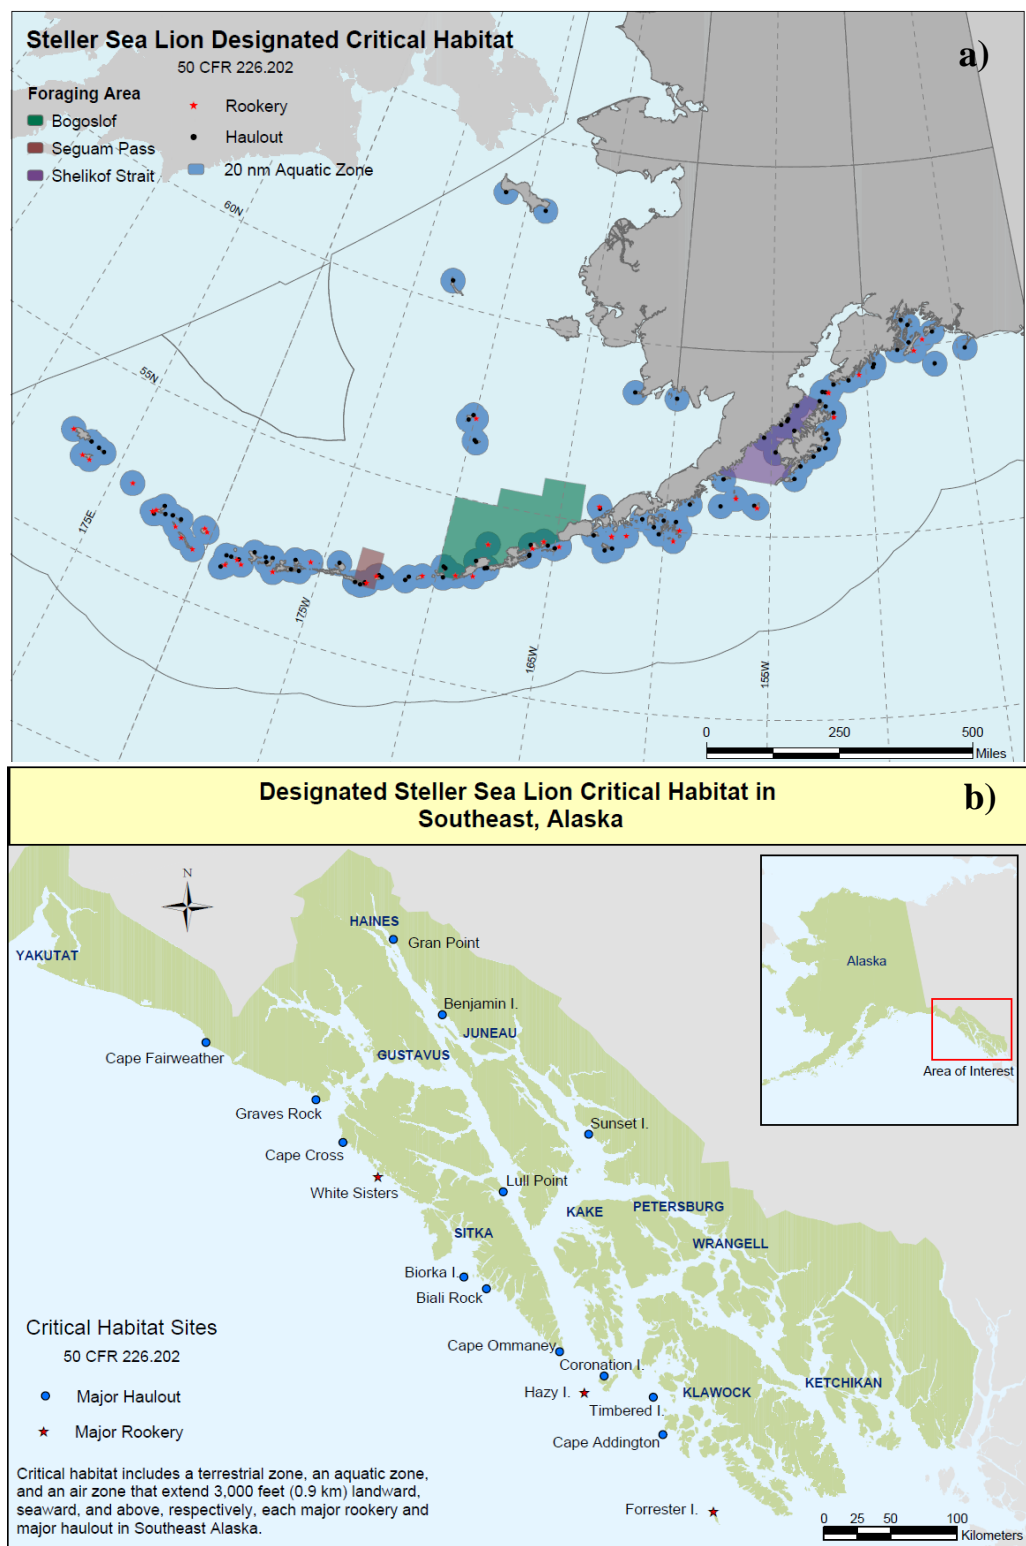 Steller Sea Lion Designated Critical Habitat
a)
50 CFR 226.202
Foraging Area
Bogoslof
Seguam Pass
Shelikof Strait
Rookery
Haulout
20 nm Aquatic Zone
60N
55N
175E
175W
165W
155W
0 250 500
Miles
Designated Steller Sea Lion Critical Habitat in
Southeast, Alaska
b)
N
HAINES
Gran Point
YAKUTAT
Alaska
Benjamin I.
JUNEAU
Cape Fairweather
GUSTAVUS
Area of Interest
Graves Rock
Sunset I.
Cape Cross
Lull Point
White Sisters
KAKE
PETERSBURG
SITKA
WRANGELL
Biorka I.
Biali Rock
Critical Habitat Sites
50 CFR 226.202
Cape Ommaney
Coronation I.
Major Haulout
Hazy I.
KLAWOCK
KETCHIKAN
Timbered I.
Major Rookery
Cape Addington
Critical habitat includes a terrestrial zone, an aquatic zone,
and an air zone that extend 3,000 feet (0.9 km) landward,
seaward, and above, respectively, each major rookery and
major haulout in Southeast Alaska.
Forrester I.
0 25 50 100
Kilometers